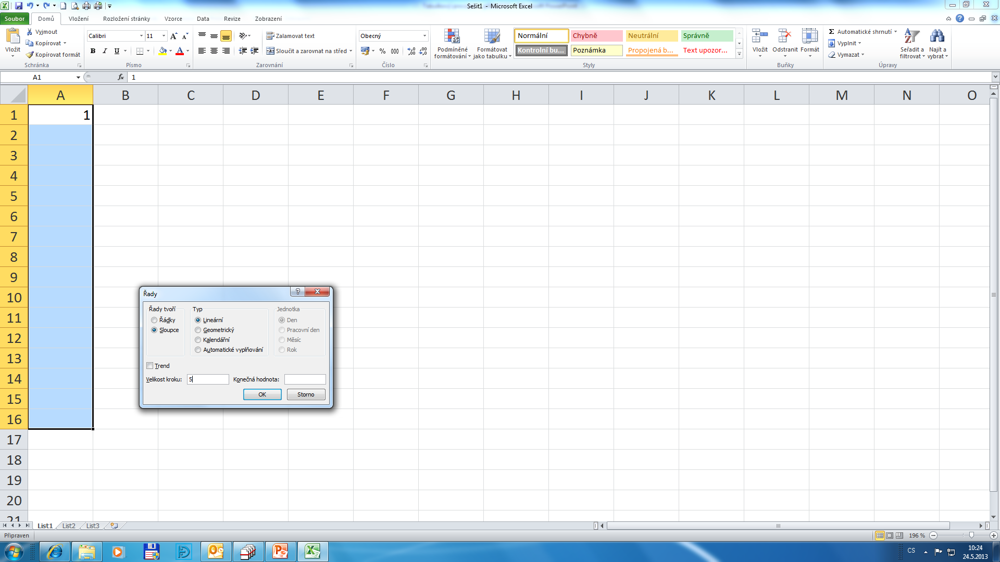 Sešit1 - Microsoft Excel
Soubor Domů Vložení Rozložení stránky Vzorce Data Revize Zobrazení
Vložit
Vyjmout
Kopírovat
Kopírovat formát
Schránka
Calibri 11
B I U
Písmo
Zalamovat text
Sloučit a zarovnat na střed
Zarovnání
Obecný
% 000
Číslo
Podmíněné formátování
Formátovat jako tabulku
Normální Chybně Neutrální Správně
Kontrolní bu... Poznámka Propojená b... Text upozor...
Styly
Vložit Odstranit Formát
Buňky
Σ Automatické shrnutí
Vyplnit
Vymazat
Seřadit a filtrovat
Najít a vybrat
Úpravy
A1 fx 1
A B C D E F G H I J K L M N O
1 1
2
3
4
5
6
7
8
9
10
11
12
13
14
15
16
17
18
19
20
21
Řady
Řady tvoří
Řádky
Sloupce
Typ
Lineární
Geometrický
Kalendářní
Automatické vyplňování
Jednotka
Den
Pracovní den
Měsíc
Rok
Trend
Velikost kroku: 5 Konečná hodnota:
OK Storno
List1 List2 List3
Připraven 196 %
CS 10:24
24.5.2013